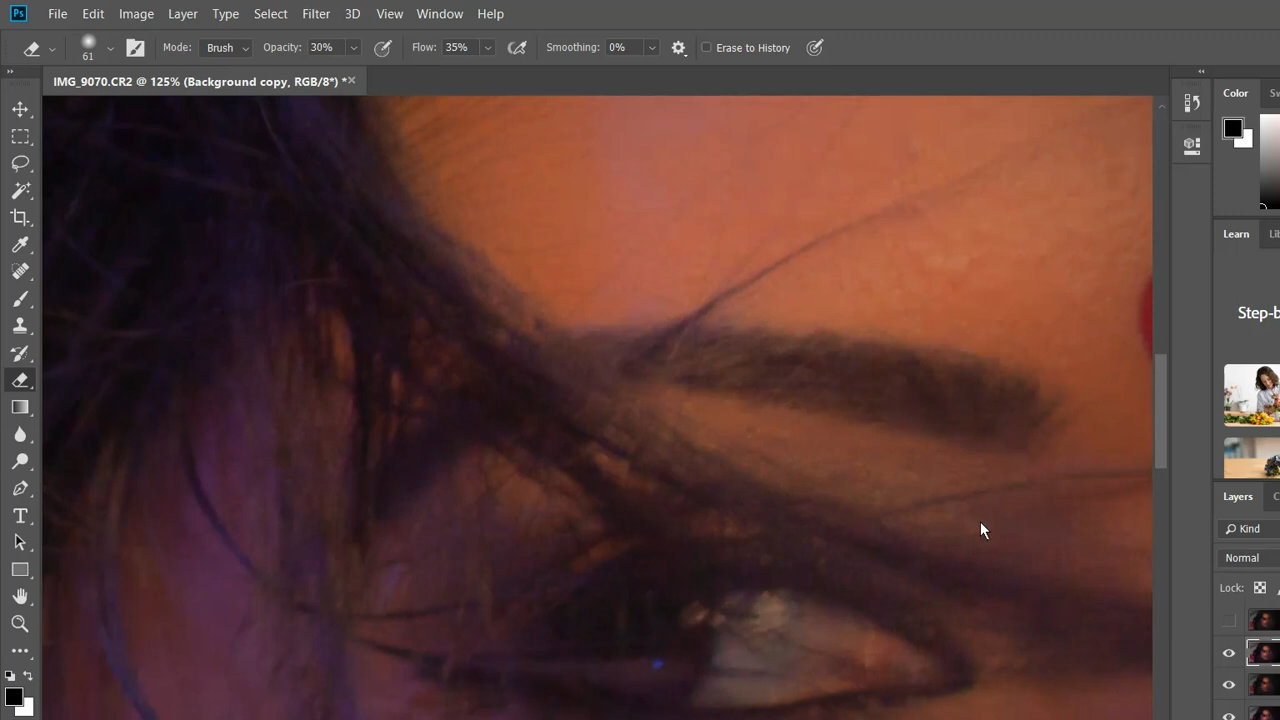 Ps File Edit Image Layer Type Select Filter 3D View Window Help
61 Mode: Brush Opacity: 30% Flow: 35% Smoothing: 0% Erase to History
IMG_9070.CR2 @ 125% (Background copy, RGB/8*) *
Color
Learn
Step-b
Layers
Kind
Normal
Lock: